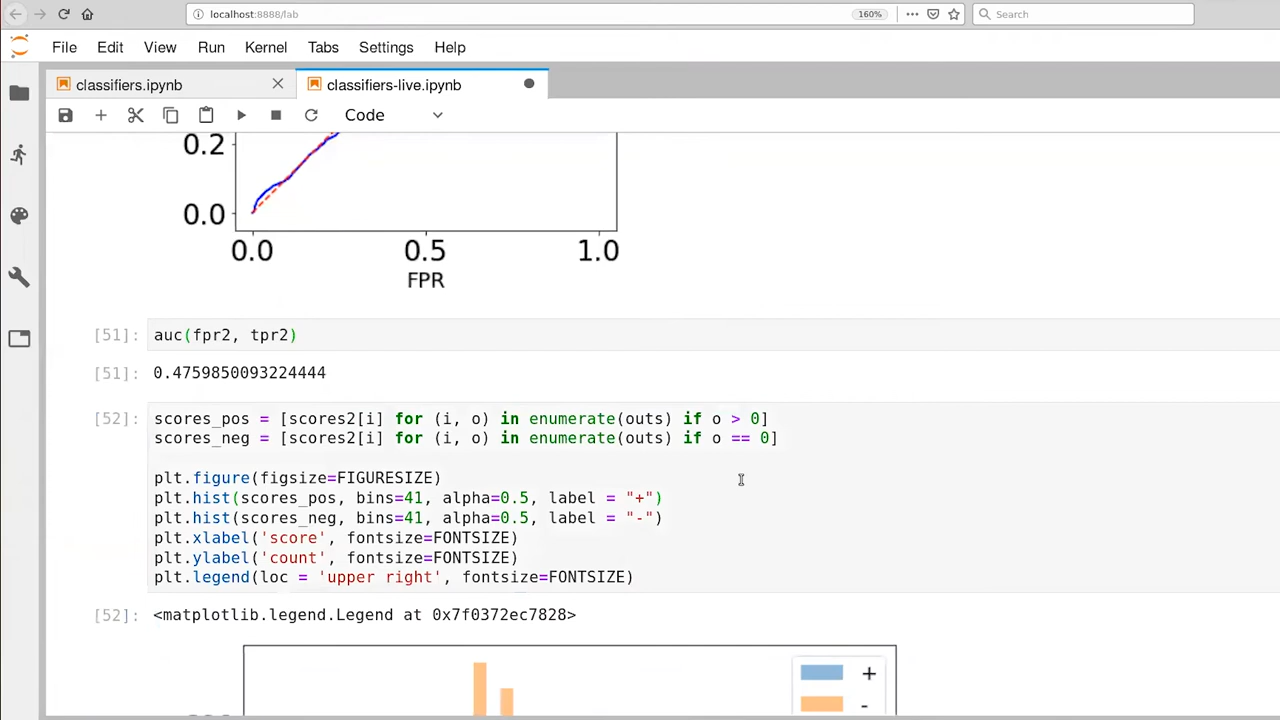 localhost:8888/lab
160%
Search
File Edit View Run Kernel Tabs Settings Help
classifiers.ipynb
classifiers-live.ipynb
Code
0.2
0.0
0.0 0.5 1.0
FPR
[51]: auc(fpr2, tpr2)
[51]: 0.4759850093224444
[52]: scores_pos = [scores2[i] for (i, o) in enumerate(outs) if o > 0]
scores_neg = [scores2[i] for (i, o) in enumerate(outs) if o == 0]
plt.figure(figsize=FIGURESIZE)
plt.hist(scores_pos, bins=41, alpha=0.5, label = "+")
plt.hist(scores_neg, bins=41, alpha=0.5, label = "-")
plt.xlabel('score', fontsize=FONTSIZE)
plt.ylabel('count', fontsize=FONTSIZE)
plt.legend(loc = 'upper right', fontsize=FONTSIZE)
[52]: <matplotlib.legend.Legend at 0x7f0372ec7828>
+
-